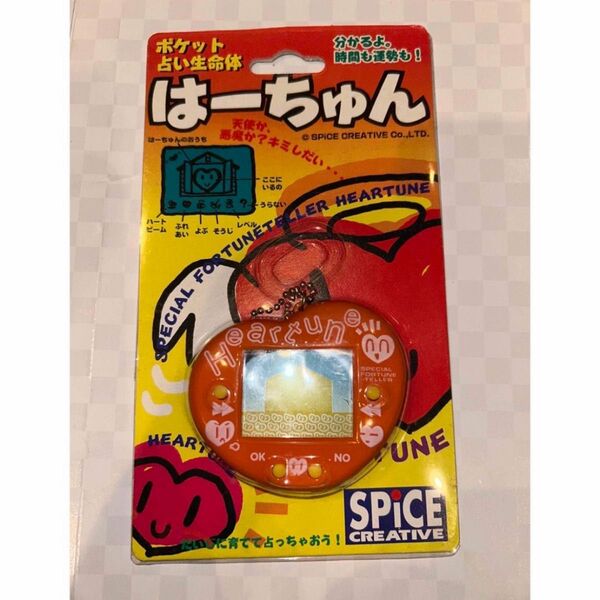 ポケット
占い生命体
分かるよ。
時間も運勢も!
はーちゅん
天使か、
悪魔か?キミしだい・・・
© SPiCE CREATIVE Co.,LTD.
はーちゅんのおうち
ここに
いるの
うらない
ハート
ビーム
ふれ
あい
よぶ
そうじ
レベル
SPECIAL FORTUNETELLER HEARTUNE
Heartune
SPECIAL
FORTUNE
-TELLER
OK
NO
HEARTUNE
SPiCE
CREATIVE
に育てて占っちゃおう!